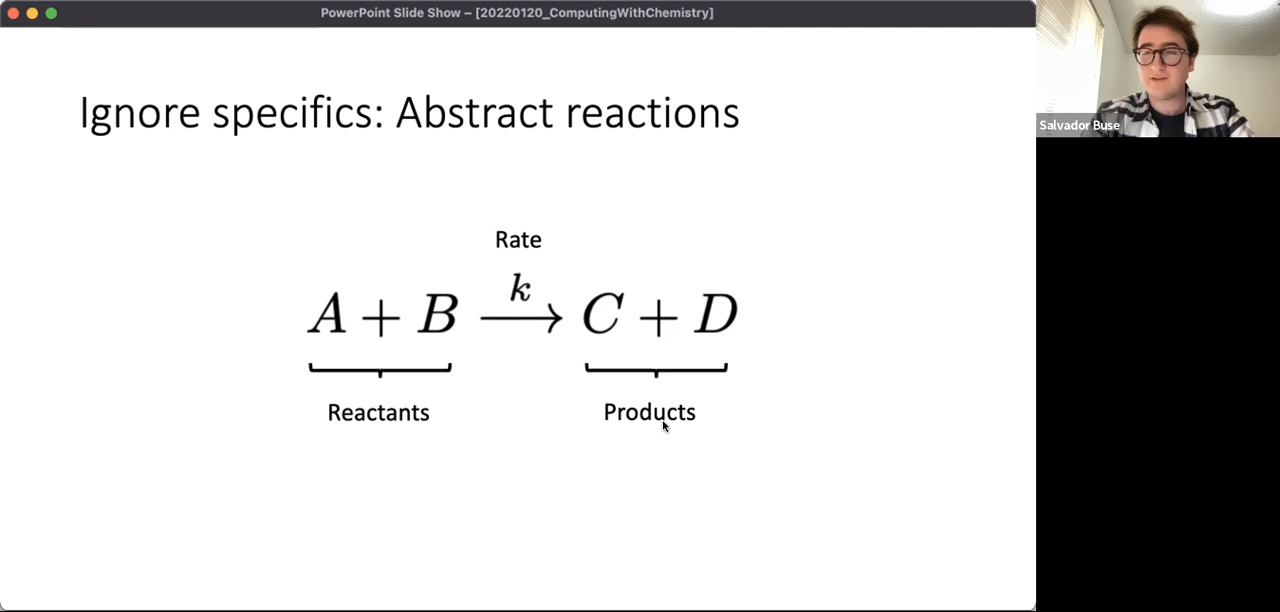 PowerPoint Slide Show – [20220120_ComputingWithChemistry]
Ignore specifics: Abstract reactions
Rate
k
A + B ⟶ C + D
Reactants
Products
Salvador Buse